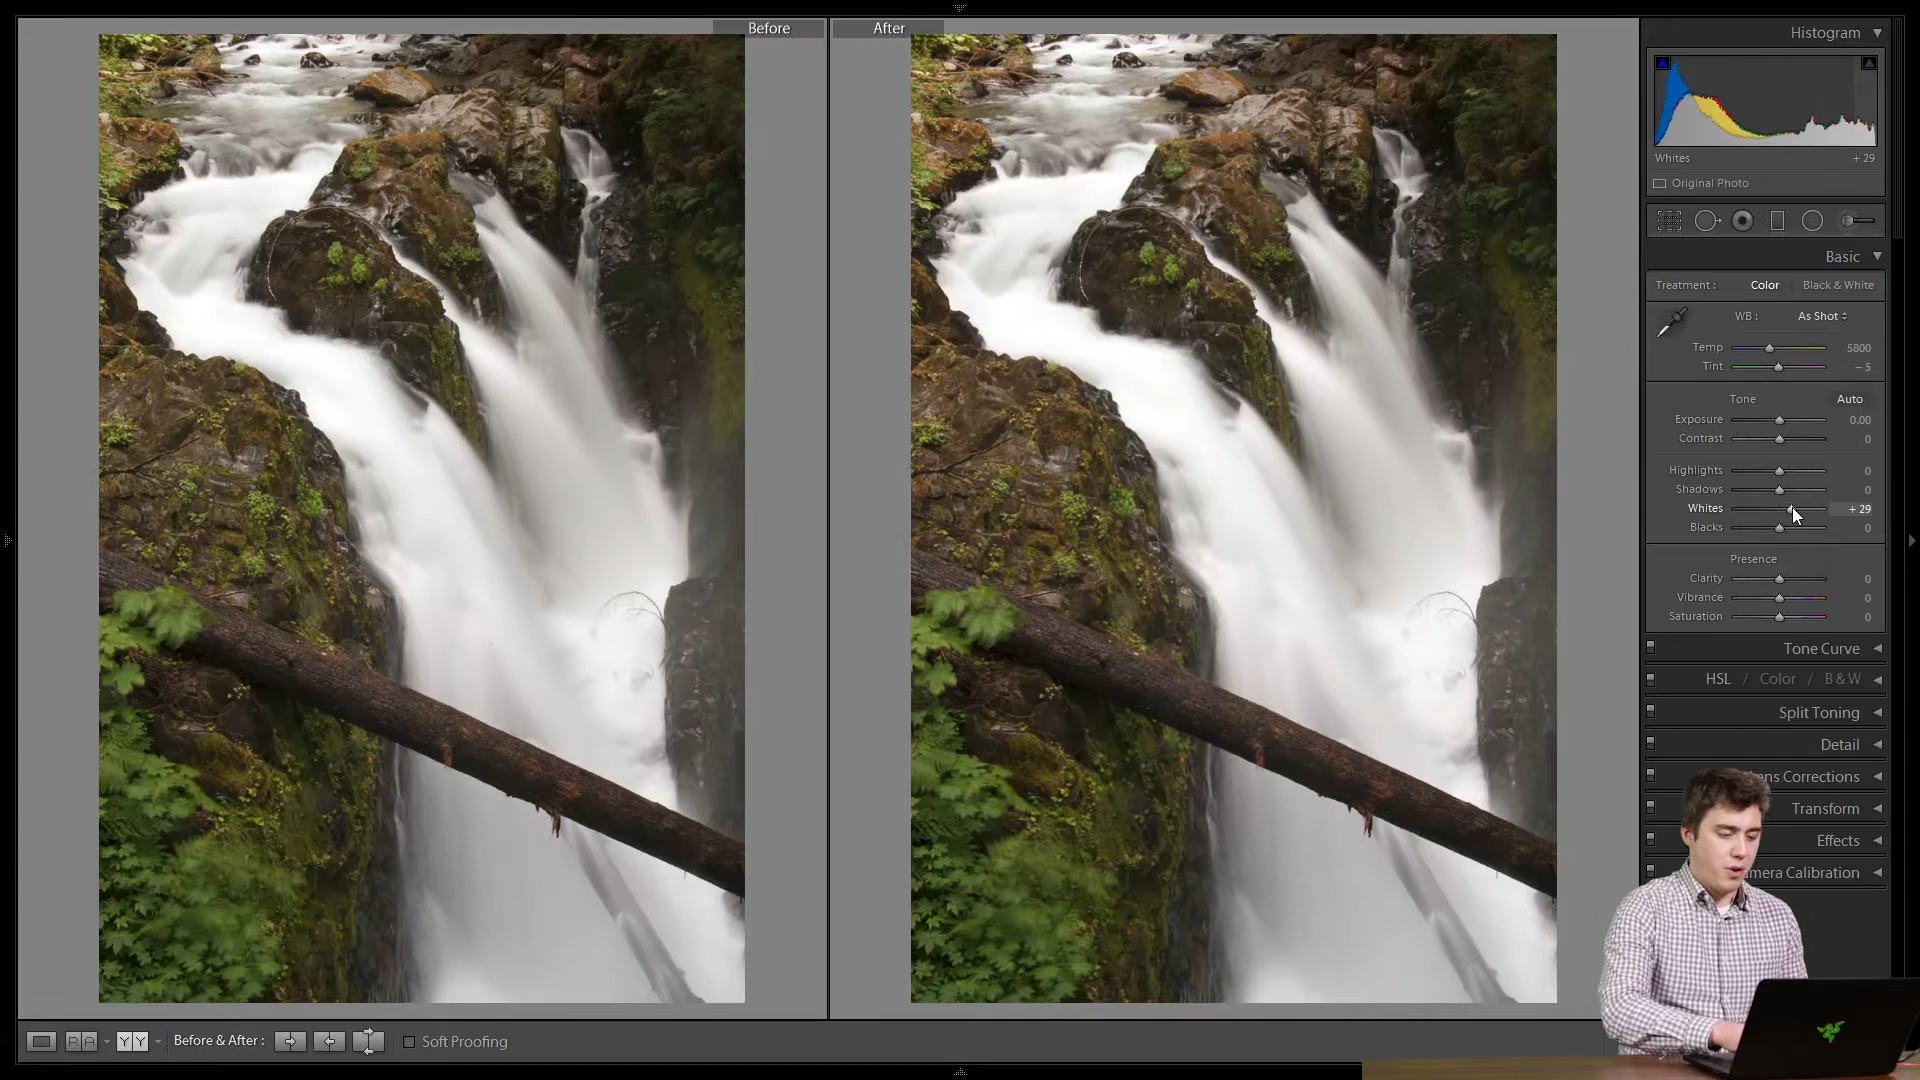 Before
After
Histogram
Whites + 29
Original Photo
Basic
Treatment : Color Black & White
WB : As Shot
Temp 5800
Tint – 5
Tone Auto
Exposure 0.00
Contrast 0
Highlights 0
Shadows 0
Whites + 29
Blacks 0
Presence
Clarity 0
Vibrance 0
Saturation 0
Tone Curve
HSL / Color / B & W
Split Toning
Detail
ns Corrections
Transform
Effects
mera Calibration
R A Y Y Before & After : Soft Proofing